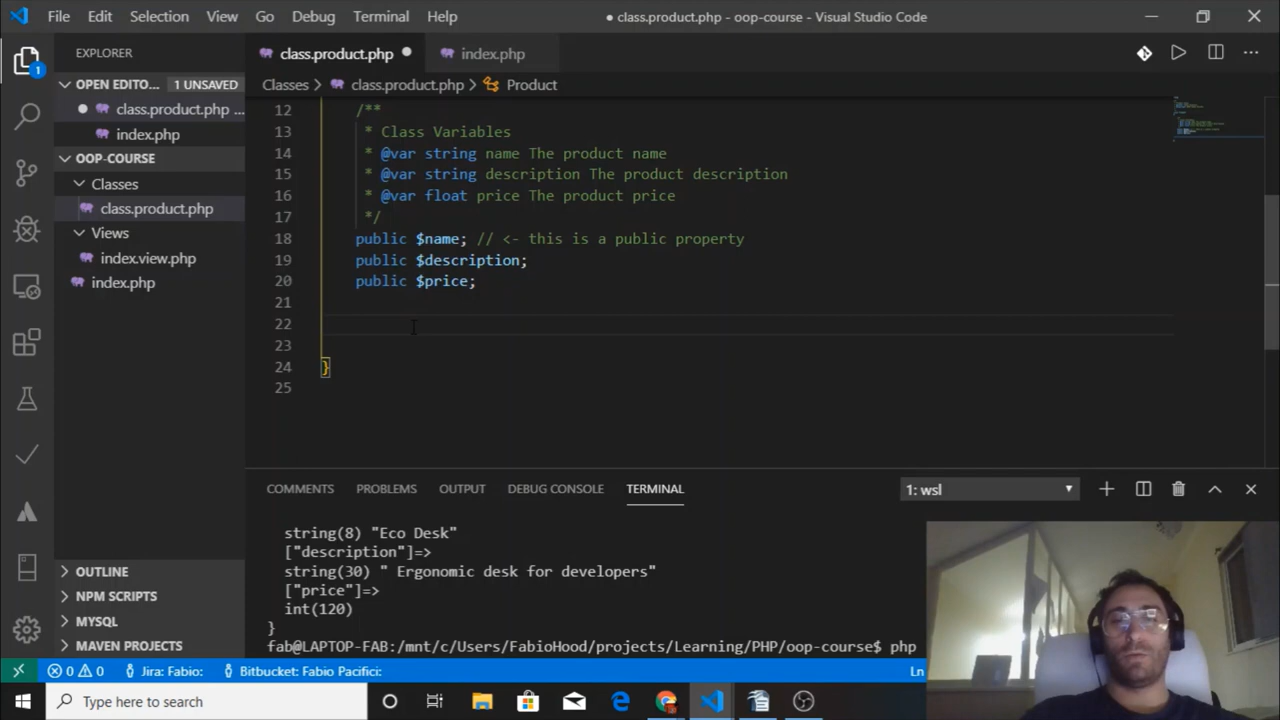 File Edit Selection View Go Debug Terminal Help
● class.product.php - oop-course - Visual Studio Code
EXPLORER
class.product.php ●
index.php
OPEN EDITO... 1 UNSAVED
Classes > class.product.php > Product
● class.product.php ...
index.php
OOP-COURSE
Classes
class.product.php
Views
index.view.php
index.php
12 /**
13 * Class Variables
14 * @var string name The product name
15 * @var string description The product description
16 * @var float price The product price
17 */
18 public $name; // <- this is a public property
19 public $description;
20 public $price;
21
22
23
24 }
25
COMMENTS PROBLEMS OUTPUT DEBUG CONSOLE TERMINAL 1: wsl
string(8) "Eco Desk"
["description"]=>
string(30) " Ergonomic desk for developers"
["price"]=>
int(120)
}
fab@LAPTOP-FAB:/mnt/c/Users/FabioHood/projects/Learning/PHP/oop-course$ php
OUTLINE
NPM SCRIPTS
MYSQL
MAVEN PROJECTS
1
0 0 Jira: Fabio: Bitbucket: Fabio Pacifici: Ln
Type here to search